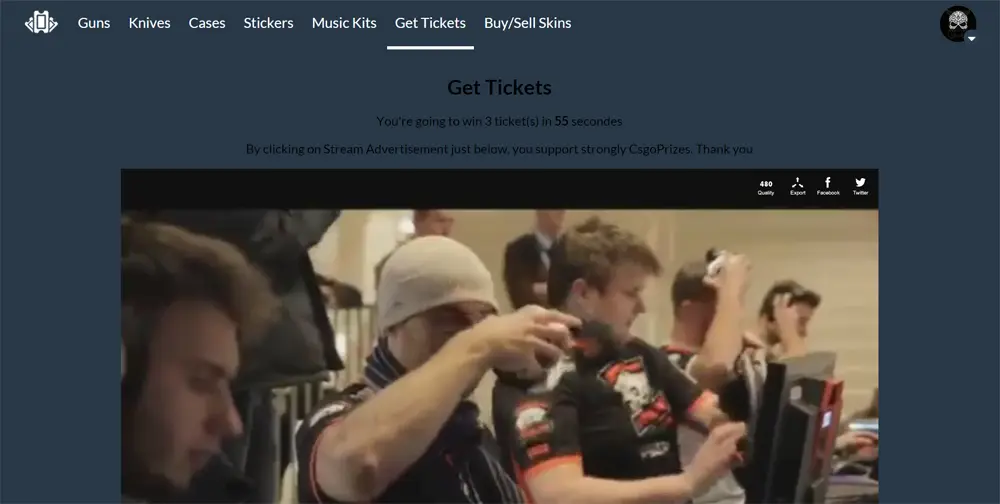 Guns Knives Cases Stickers Music Kits Get Tickets Buy/Sell Skins
Get Tickets
You're going to win 3 ticket(s) in 55 secondes
By clicking on Stream Advertisement just below, you support strongly CsgoPrizes. Thank you
480
Quality Export Facebook Twitter